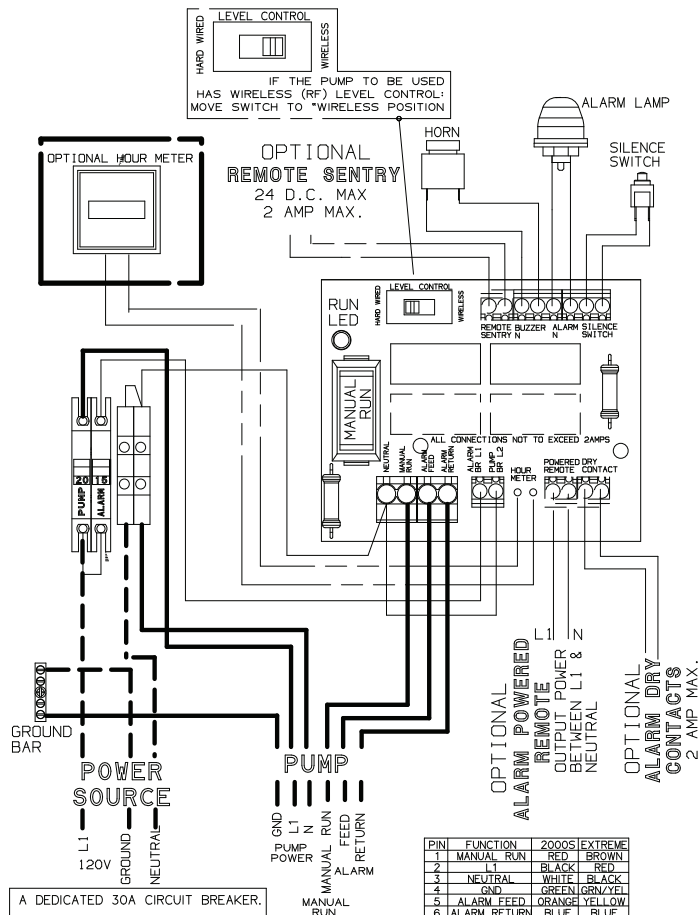 LEVEL CONTROL
HARD WIRED
WIRELESS
IF THE PUMP TO BE USED
HAS WIRELESS (RF) LEVEL CONTROL:
MOVE SWITCH TO "WIRELESS POSITION
OPTIONAL HOUR METER
OPTIONAL
REMOTE SENTRY
24 D.C. MAX
2 AMP MAX.
HORN
ALARM LAMP
SILENCE
SWITCH
RUN
LED
LEVEL CONTROL
HARD WIRED
WIRELESS
REMOTE BUZZER ALARM SILENCE
SENTRY N N SWITCH
MANUAL
RUN
ALL CONNECTIONS NOT TO EXCEED 2AMPS
NEUTRAL
MANUAL
RUN
ALARM
FEED
ALARM
RETURN
ALARM
BR L1
PUMP
BR L2
HOUR
METER
POWERED DRY
REMOTE CONTACT
20 15
PUMP
ALARM
GROUND
BAR
POWER
SOURCE
L1
120V
GROUND
NEUTRAL
PUMP
GND
L1
N
PUMP
POWER
MANUAL RUN
MANUAL
RUN
FEED
RETURN
ALARM
L1 N
OPTIONAL
ALARM POWERED
REMOTE
OUTPUT POWER
BETWEEN L1 &
NEUTRAL
OPTIONAL
ALARM DRY
CONTACTS
2 AMP MAX.
PIN FUNCTION 2000S EXTREME
1 MANUAL RUN RED BROWN
2 L1 BLACK RED
3 NEUTRAL WHITE BLACK
4 GND GREEN GRN/YEL
5 ALARM FEED ORANGE YELLOW
6 ALARM RETURN BLUE BLUE
A DEDICATED 30A CIRCUIT BREAKER.